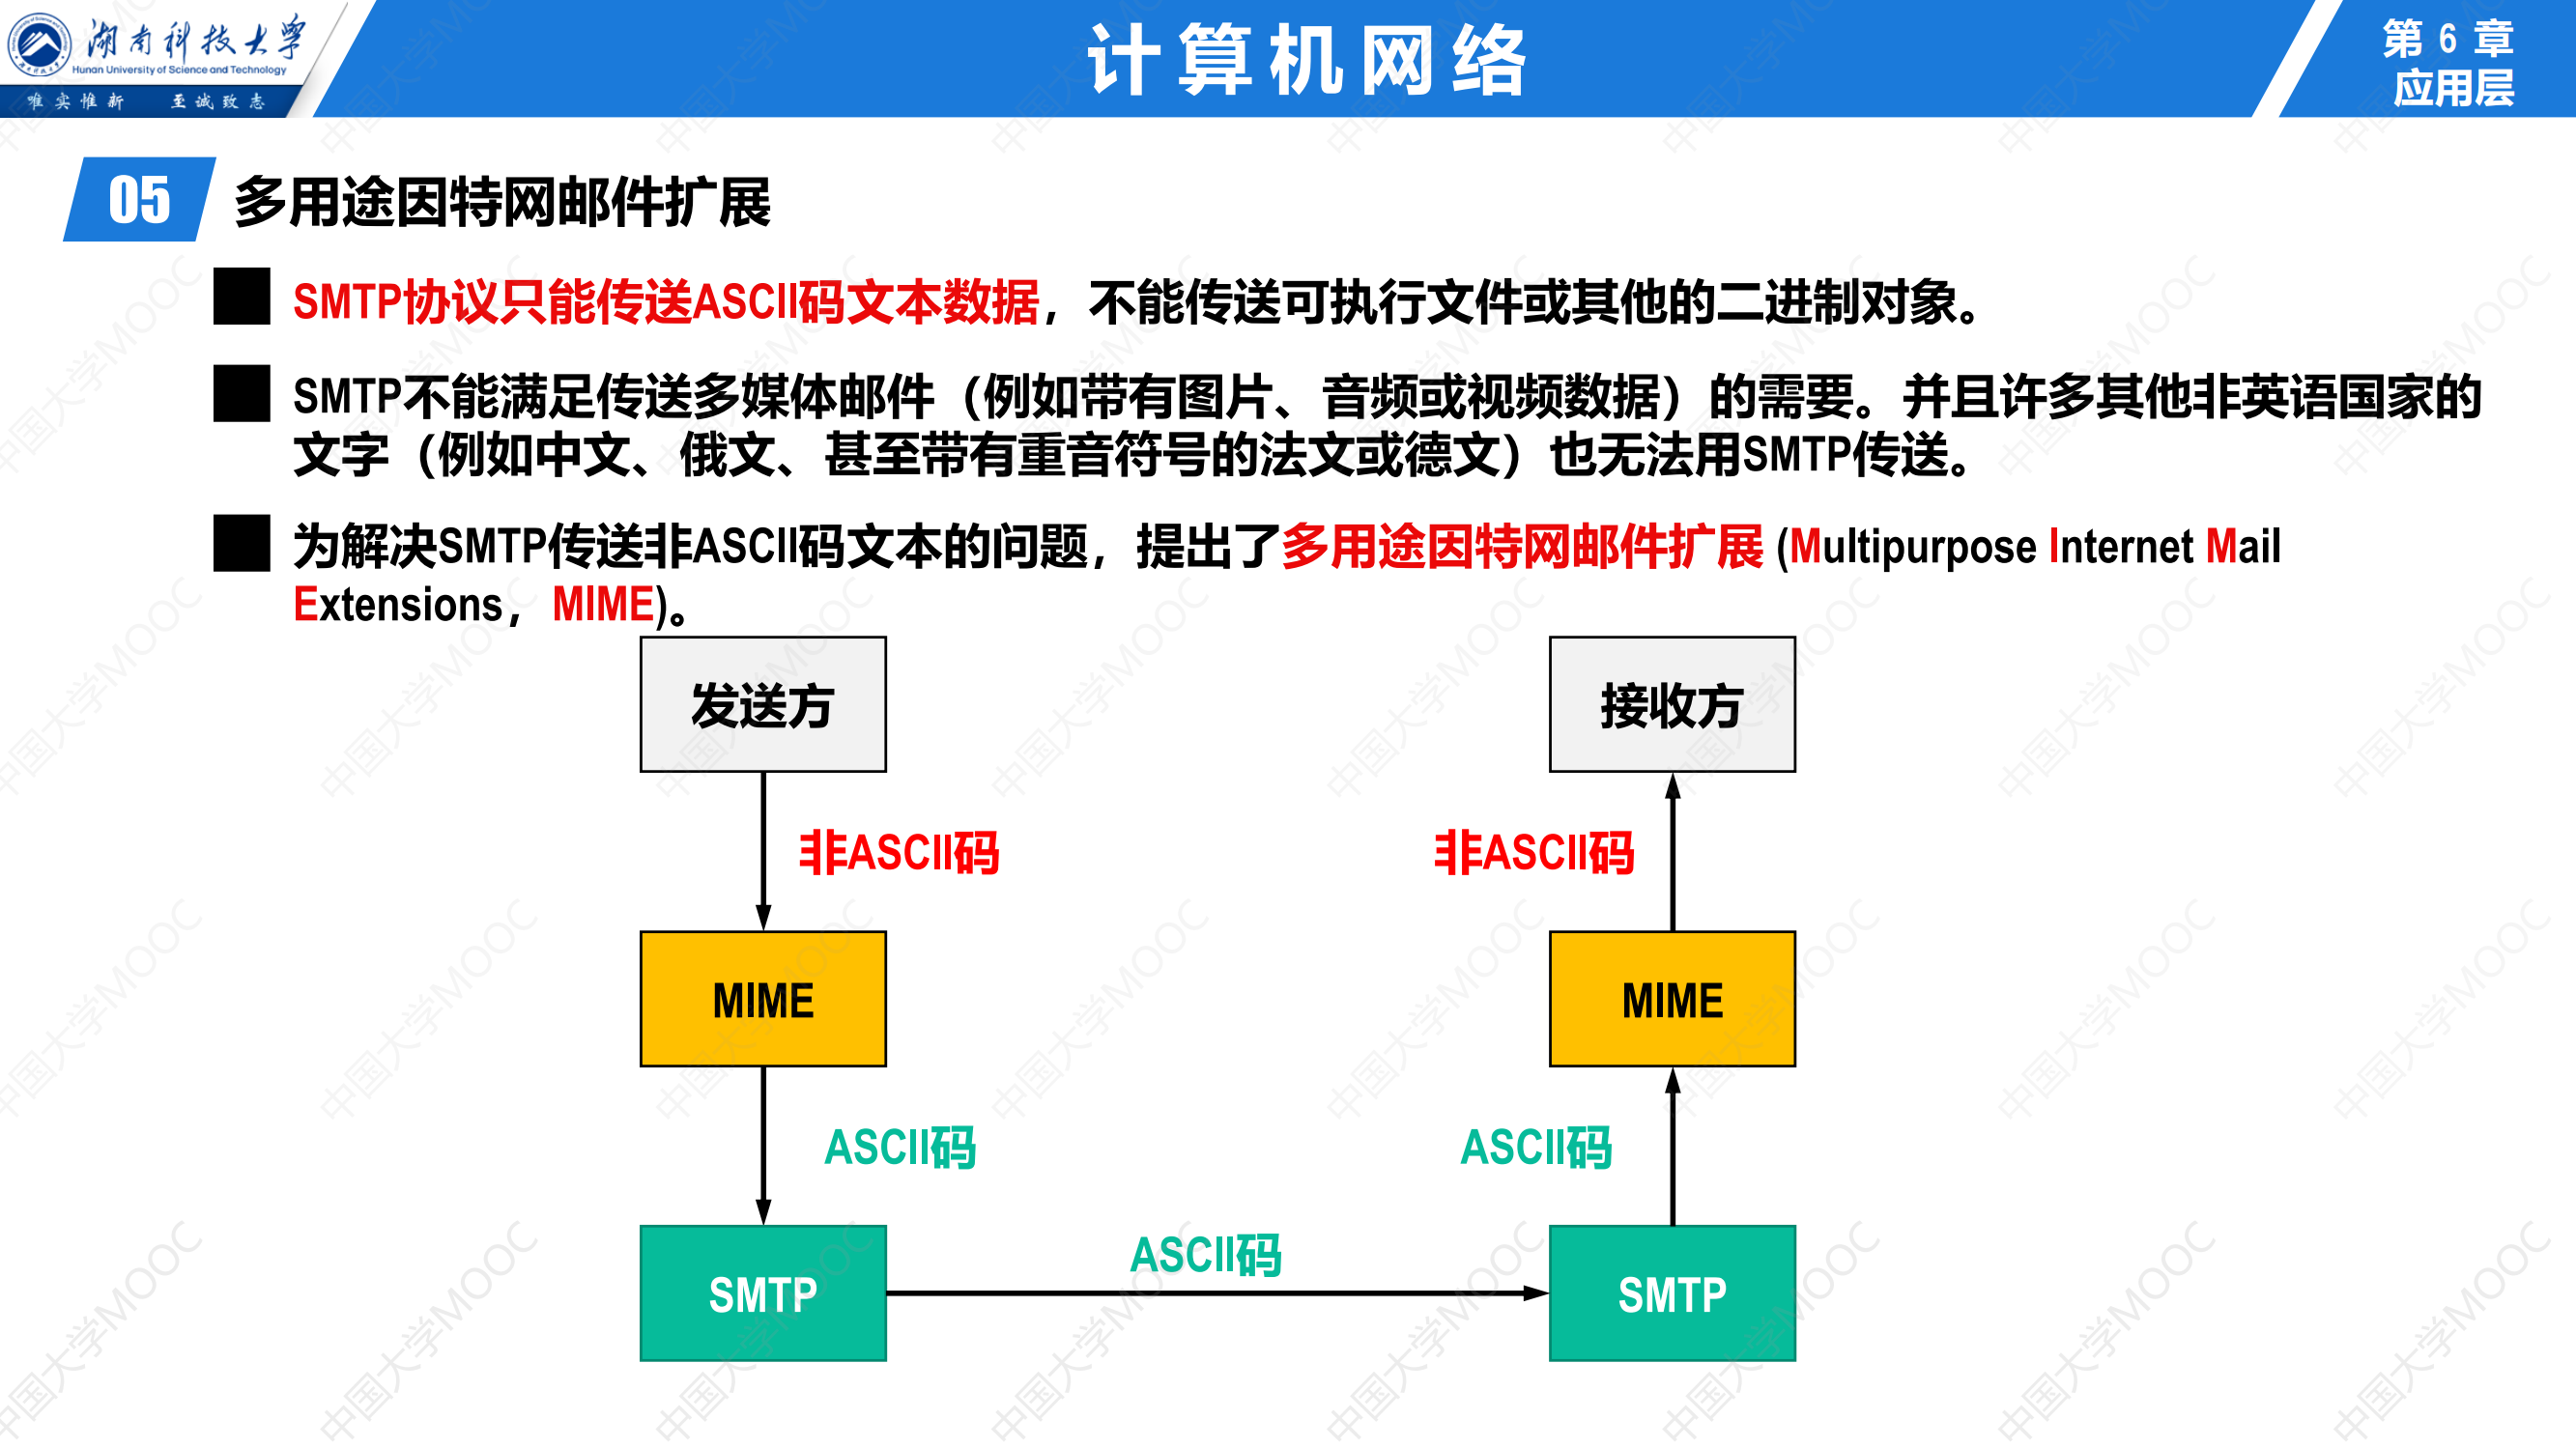 湖南科技大学
Hunan University of Science and Technology
唯实惟新 至诚致志
计算机网络
第 6 章
应用层
05 多用途因特网邮件扩展
SMTP协议只能传送ASCII码文本数据，不能传送可执行文件或其他的二进制对象。
SMTP不能满足传送多媒体邮件（例如带有图片、音频或视频数据）的需要。并且许多其他非英语国家的
文字（例如中文、俄文、甚至带有重音符号的法文或德文）也无法用SMTP传送。
为解决SMTP传送非ASCII码文本的问题，提出了多用途因特网邮件扩展 (Multipurpose Internet Mail
Extensions，MIME)。
发送方
接收方
非ASCII码
非ASCII码
MIME
MIME
ASCII码
ASCII码
ASCII码
SMTP
SMTP
中国大学MOOC